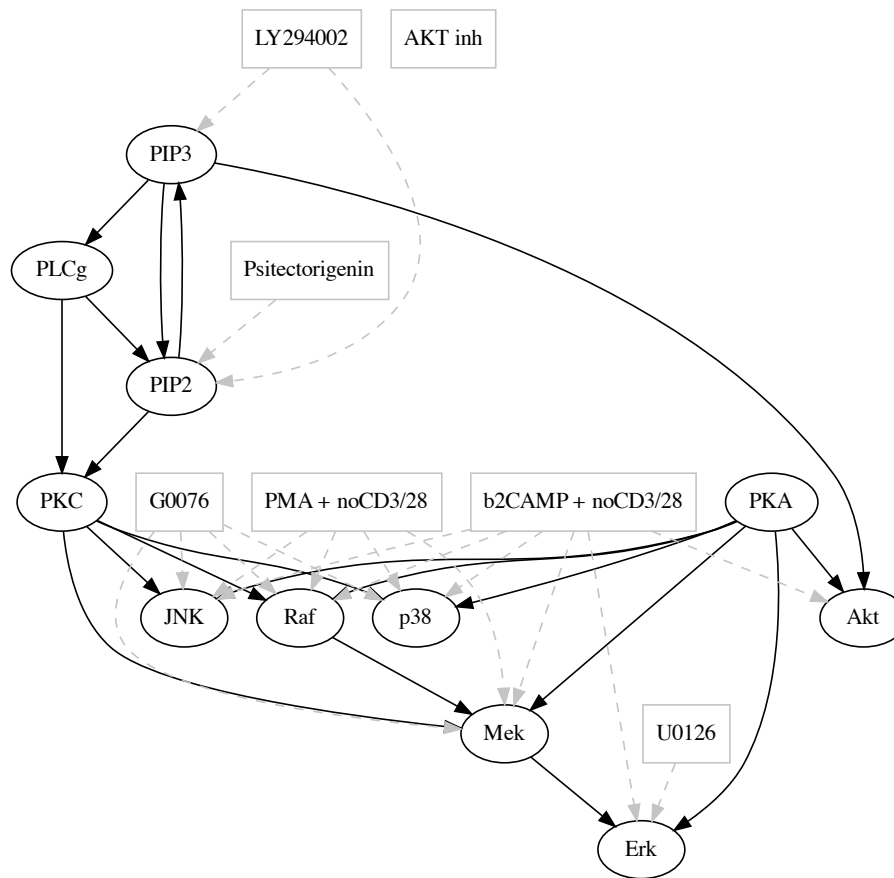 LY294002
AKT inh
PIP3
PLCg
Psitectorigenin
PIP2
PKC
G0076
PMA + noCD3/28
b2CAMP + noCD3/28
PKA
JNK
Raf
p38
Akt
Mek
U0126
Erk